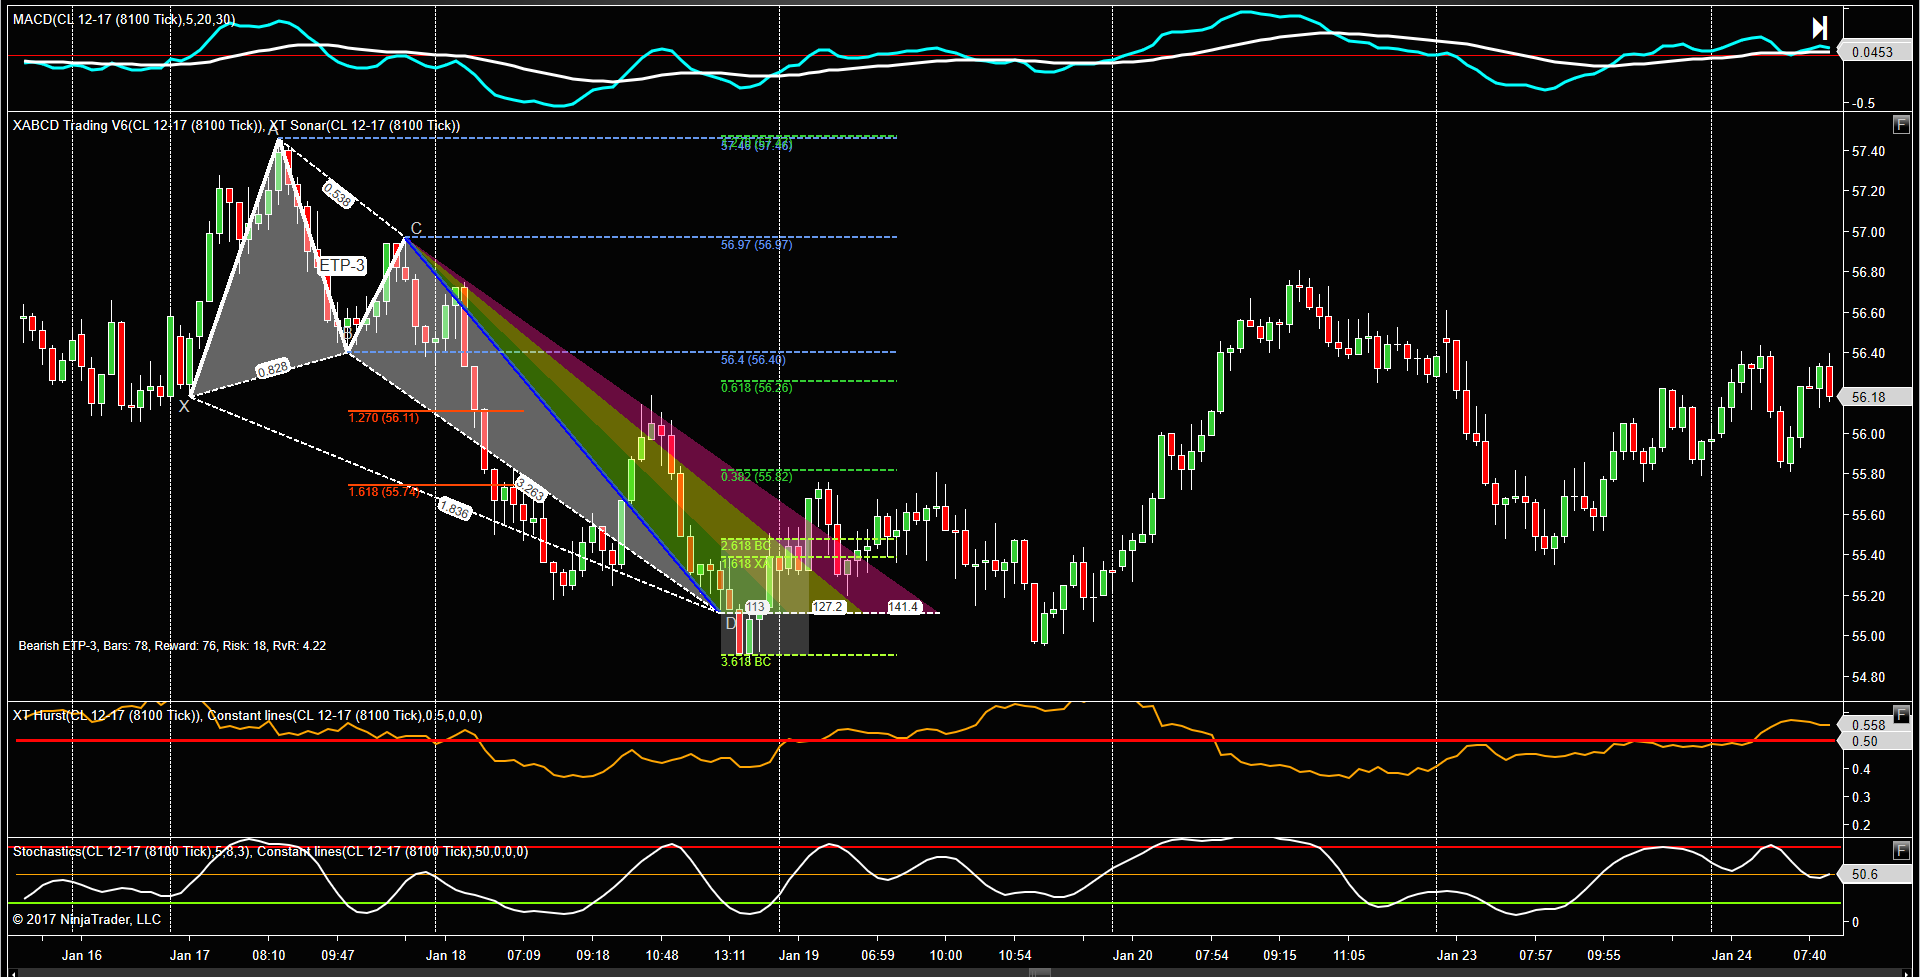 MACD(CL 12-17 (8100 Tick),5,20,30)
0.0453
-0.5
XABCD Trading V6(CL 12-17 (8100 Tick)), XT Sonar(CL 12-17 (8100 Tick))
F
A
57.40
0.538
57.20
C
57.00
56.97 (56.97)
ETP-3
56.80
56.60
B
56.40
56.4 (56.40)
0.828
0.618 (56.26)
56.18
X
1.270 (56.11)
56.00
0.382 (55.82)
55.80
1.618 (55.74)
3.263
1.836
55.60
2.618 BC
55.40
1.618 XA
55.20
113
127.2
141.4
D
55.00
Bearish ETP-3, Bars: 78, Reward: 76, Risk: 18, RvR: 4.22
3.618 BC
54.80
XT Hurst(CL 12-17 (8100 Tick)), Constant lines(CL 12-17 (8100 Tick),0.5,0,0,0)
F
0.558
0.50
0.4
0.3
0.2
Stochastics(CL 12-17 (8100 Tick),5,8,3), Constant lines(CL 12-17 (8100 Tick),50,0,0,0)
F
50.6
© 2017 NinjaTrader, LLC
0
Jan 16
Jan 17
08:10
09:47
Jan 18
07:09
09:18
10:48
13:11
Jan 19
06:59
10:00
10:54
Jan 20
07:54
09:15
11:05
Jan 23
07:57
09:55
Jan 24
07:40